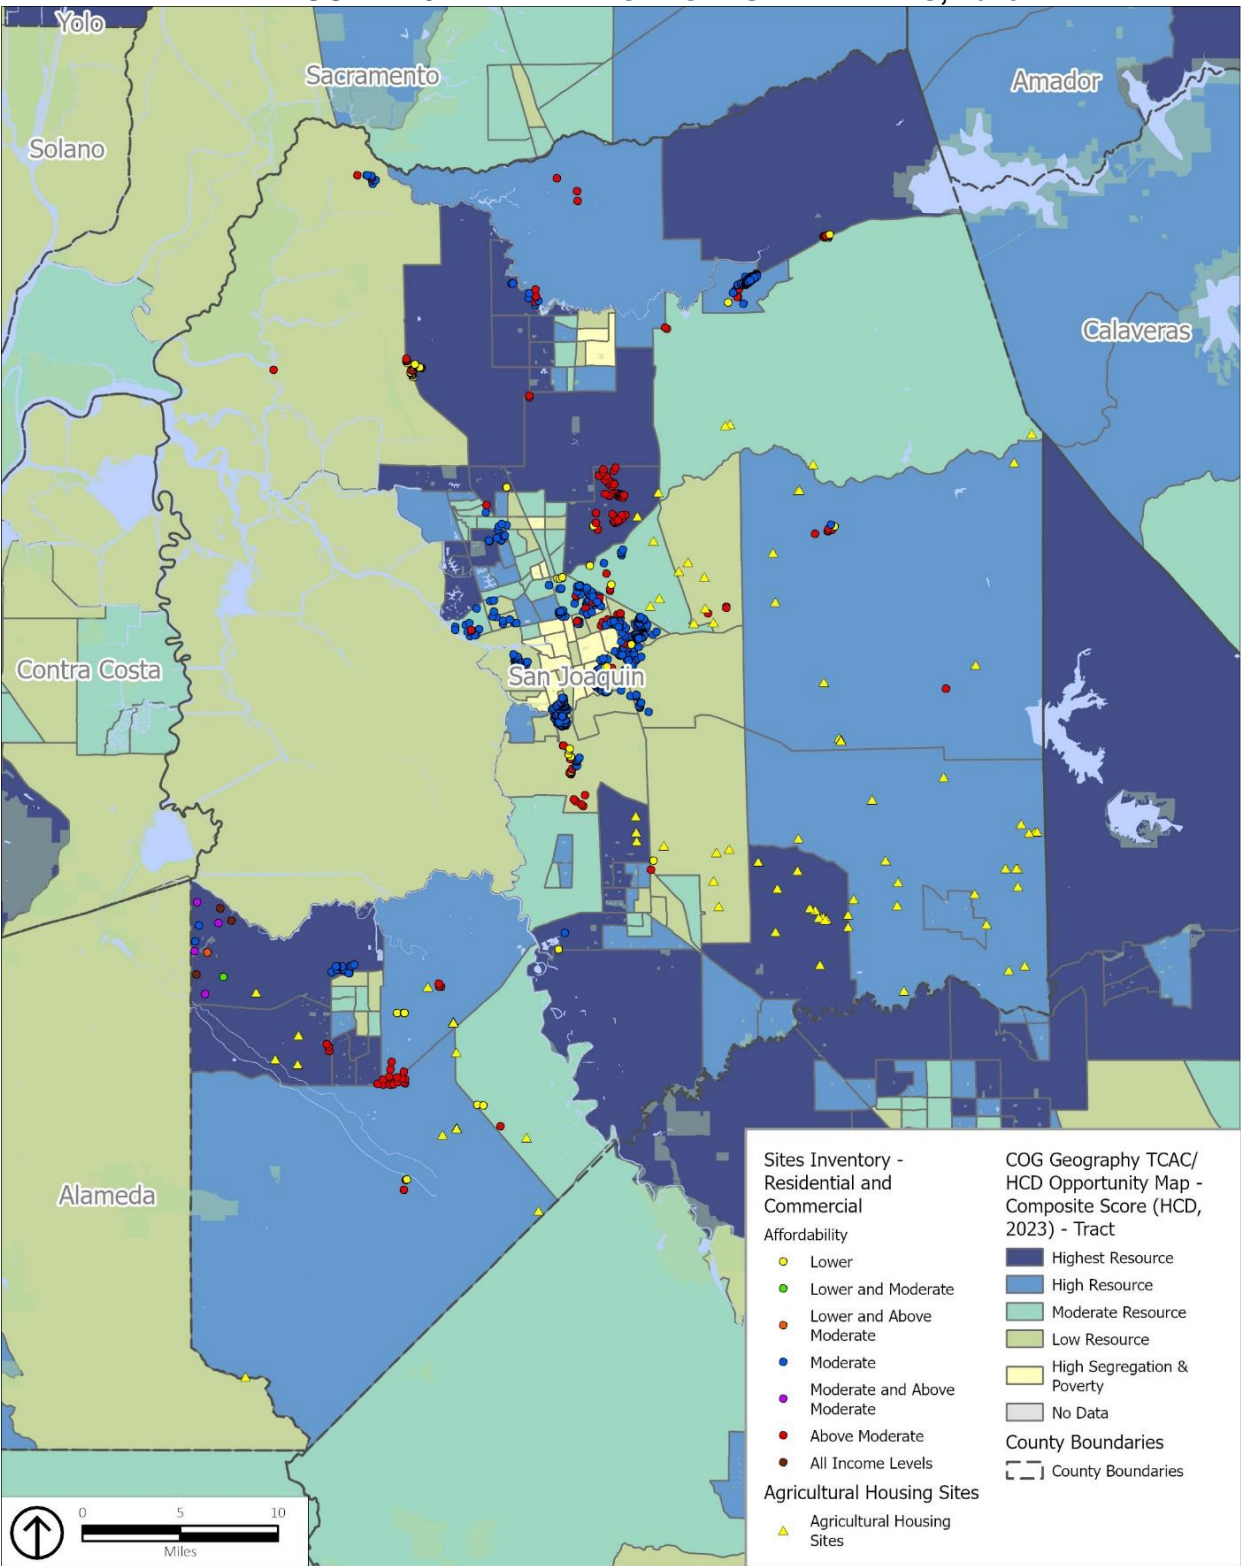 Yolo
Sacramento
Amador
Solano
Calaveras
Contra Costa
San Joaquin
Alameda
Sites Inventory -
Residential and
Commercial
Affordability
Lower
Lower and Moderate
Lower and Above
Moderate
Moderate
Moderate and Above
Moderate
Above Moderate
All Income Levels
Agricultural Housing Sites
Agricultural Housing
Sites
COG Geography TCAC/
HCD Opportunity Map -
Composite Score (HCD,
2023) - Tract
Highest Resource
High Resource
Moderate Resource
Low Resource
High Segregation &
Poverty
No Data
County Boundaries
County Boundaries
0 5 10
Miles